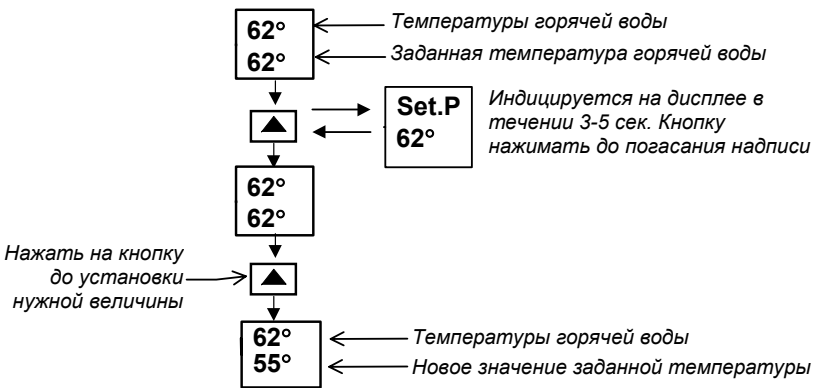 62°
62°
Температуры горячей воды
Заданная температура горячей воды
Set.P
62°
Индицируется на дисплее в
течении 3-5 сек. Кнопку
нажимать до погасания надписи
62°
62°
Нажать на кнопку
до установки
нужной величины
62°
55°
Температуры горячей воды
Новое значение заданной температуры